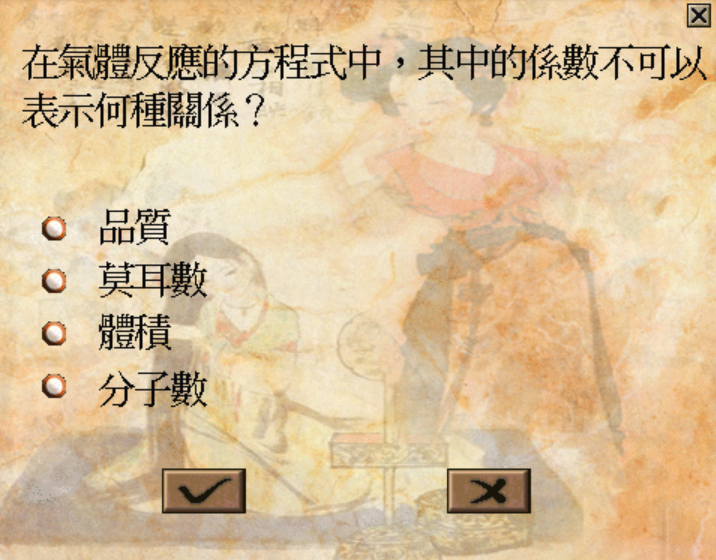 在氣體反應的方程式中，其中的係數不可以
表示何種關係？
品質
莫耳數
體積
分子數